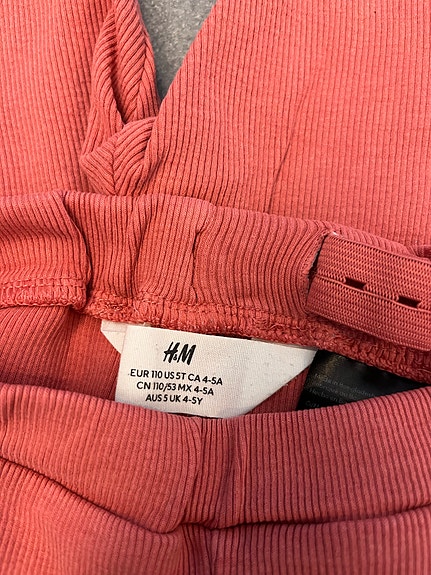 H&M
EUR 110 US 5T CA 4-5A
CN 110/53 MX 4-5A
AUS 5 UK 4-5Y